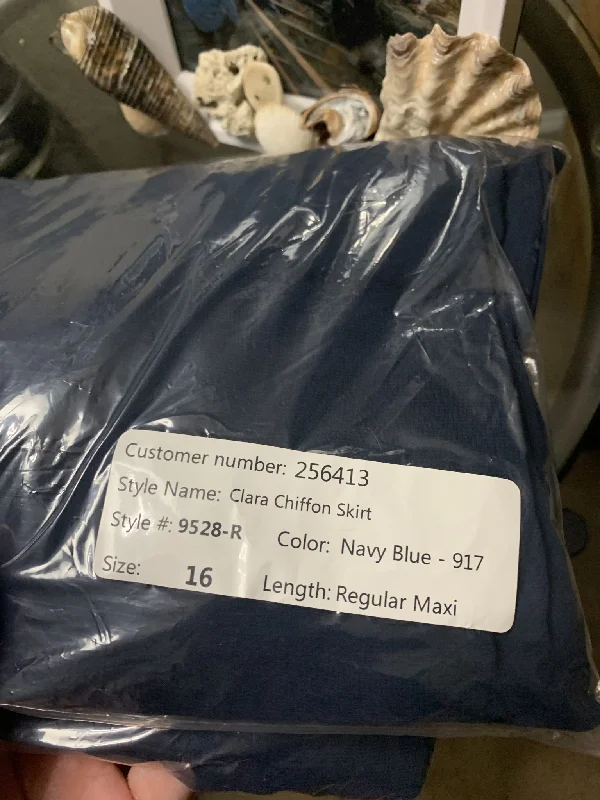 Customer number: 256413
Style Name: Clara Chiffon Skirt
Style #: 9528-R Color: Navy Blue - 917
Size: 16 Length: Regular Maxi